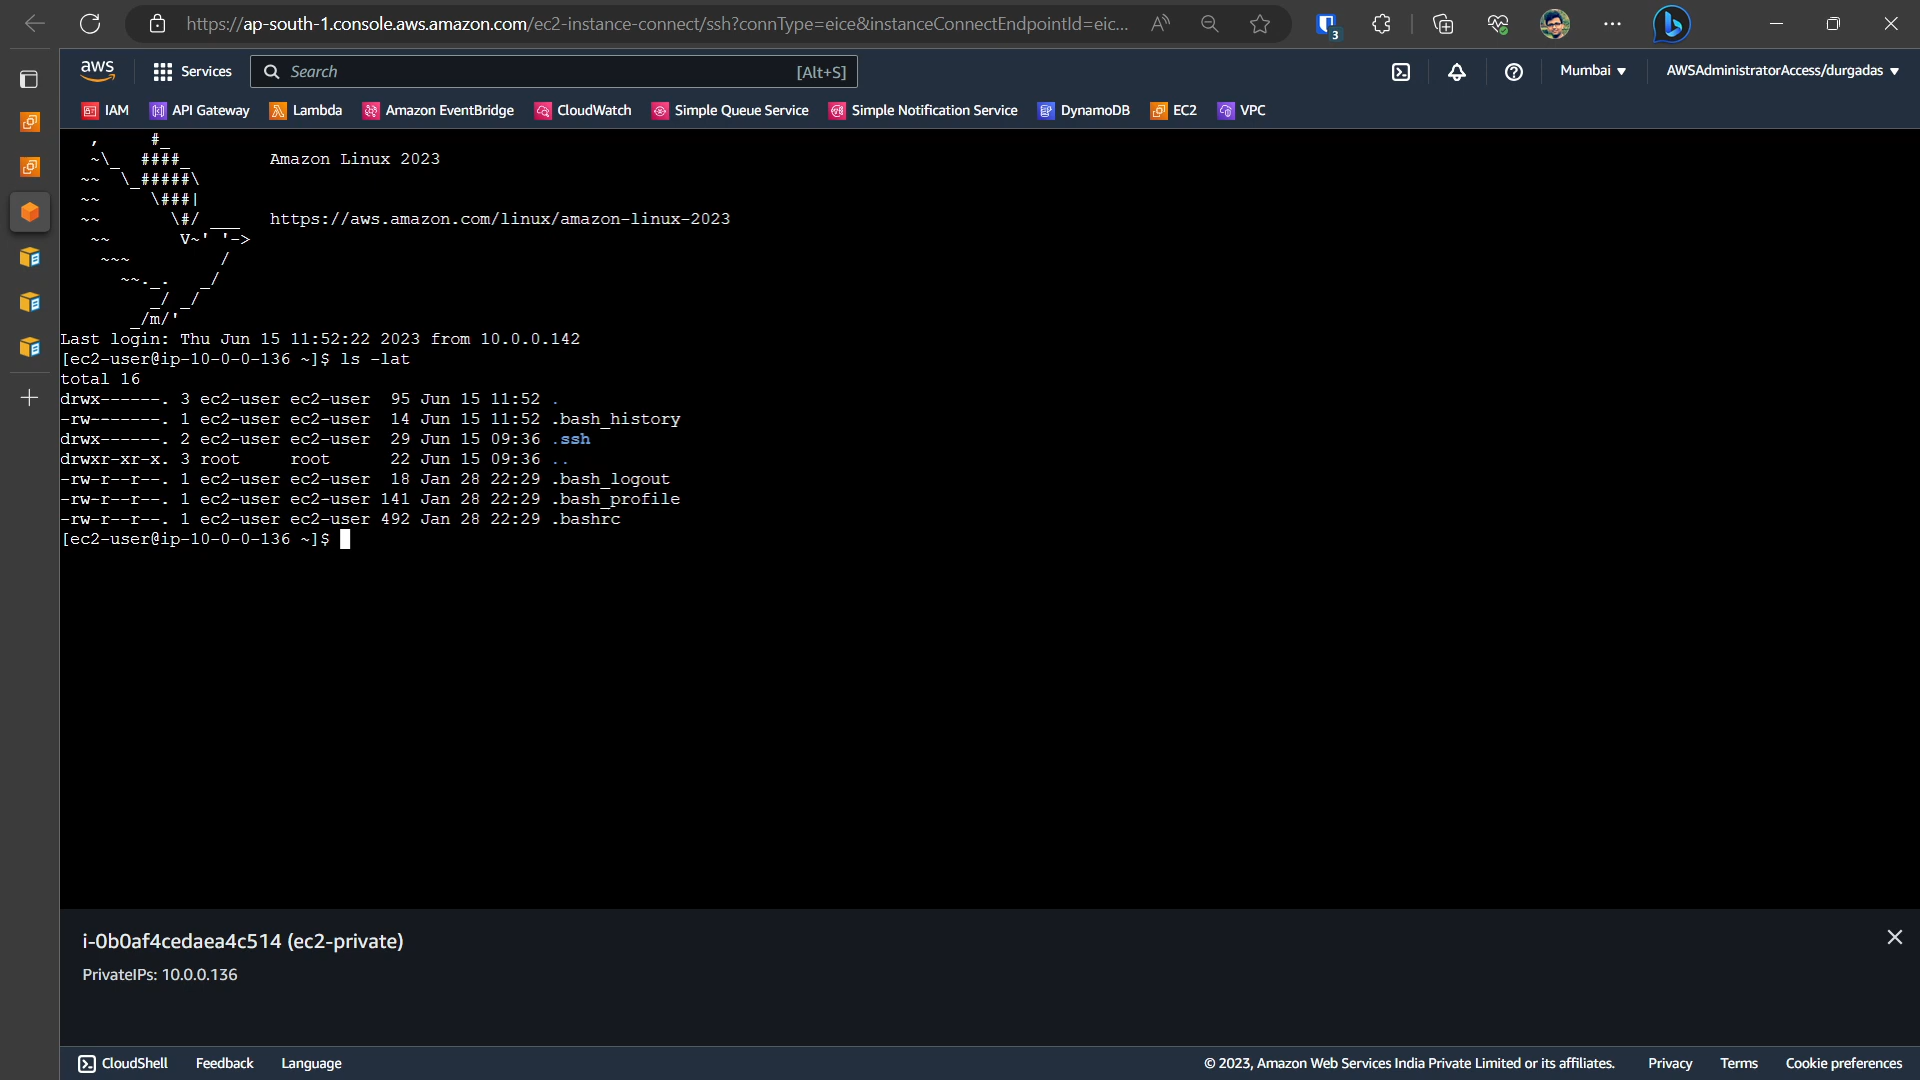 https://ap-south-1.console.aws.amazon.com/ec2-instance-connect/ssh?connType=eice&instanceConnectEndpointId=eic...
3
aws
Services
Search
[Alt+S]
Mumbai
AWSAdministratorAccess/durgadas
IAM
API Gateway
Lambda
Amazon EventBridge
CloudWatch
Simple Queue Service
Simple Notification Service
DynamoDB
EC2
VPC
   ,     #_
   ~\_  ####_        Amazon Linux 2023
  ~~  \_#####\
  ~~     \###|
  ~~       \#/ ___   https://aws.amazon.com/linux/amazon-linux-2023
   ~~       V~' '->
    ~~~         /
      ~~._.   _/
         _/ _/
       _/m/'
Last login: Thu Jun 15 11:52:22 2023 from 10.0.0.142
[ec2-user@ip-10-0-0-136 ~]$ ls -lat
total 16
drwx------. 3 ec2-user ec2-user  95 Jun 15 11:52 .
-rw-------. 1 ec2-user ec2-user  14 Jun 15 11:52 .bash_history
drwx------. 2 ec2-user ec2-user  29 Jun 15 09:36 .ssh
drwxr-xr-x. 3 root     root      22 Jun 15 09:36 ..
-rw-r--r--. 1 ec2-user ec2-user  18 Jan 28 22:29 .bash_logout
-rw-r--r--. 1 ec2-user ec2-user 141 Jan 28 22:29 .bash_profile
-rw-r--r--. 1 ec2-user ec2-user 492 Jan 28 22:29 .bashrc
[ec2-user@ip-10-0-0-136 ~]$
i-0b0af4cedaea4c514 (ec2-private)
PrivateIPs: 10.0.0.136
CloudShell
Feedback
Language
© 2023, Amazon Web Services India Private Limited or its affiliates.
Privacy
Terms
Cookie preferences